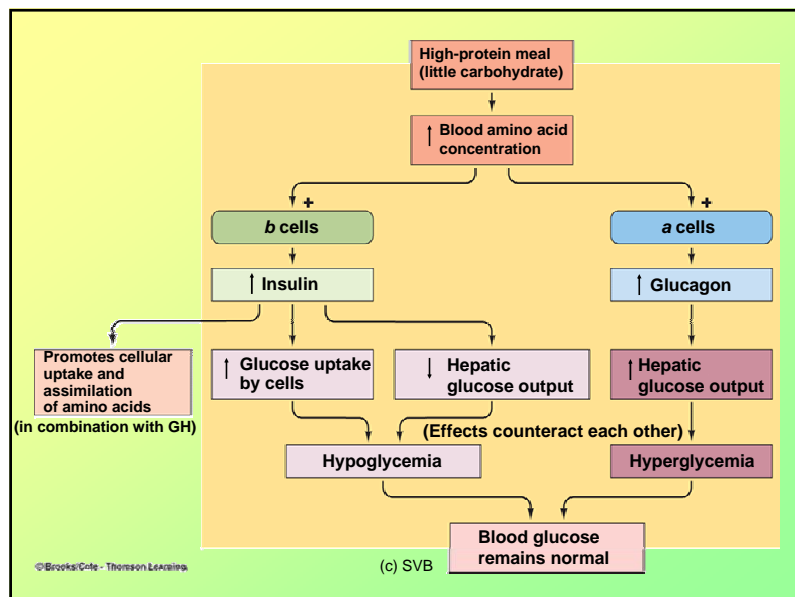 High-protein meal
(little carbohydrate)
↑ Blood amino acid
concentration
+
+
b cells
a cells
↑ Insulin
↑ Glucagon
Promotes cellular
uptake and
assimilation
of amino acids
(in combination with GH)
↑ Glucose uptake
by cells
↓ Hepatic
glucose output
↑ Hepatic
glucose output
(Effects counteract each other)
Hypoglycemia
Hyperglycemia
Blood glucose
remains normal
©Brooks/Cole - Thomson Learning
(c) SVB